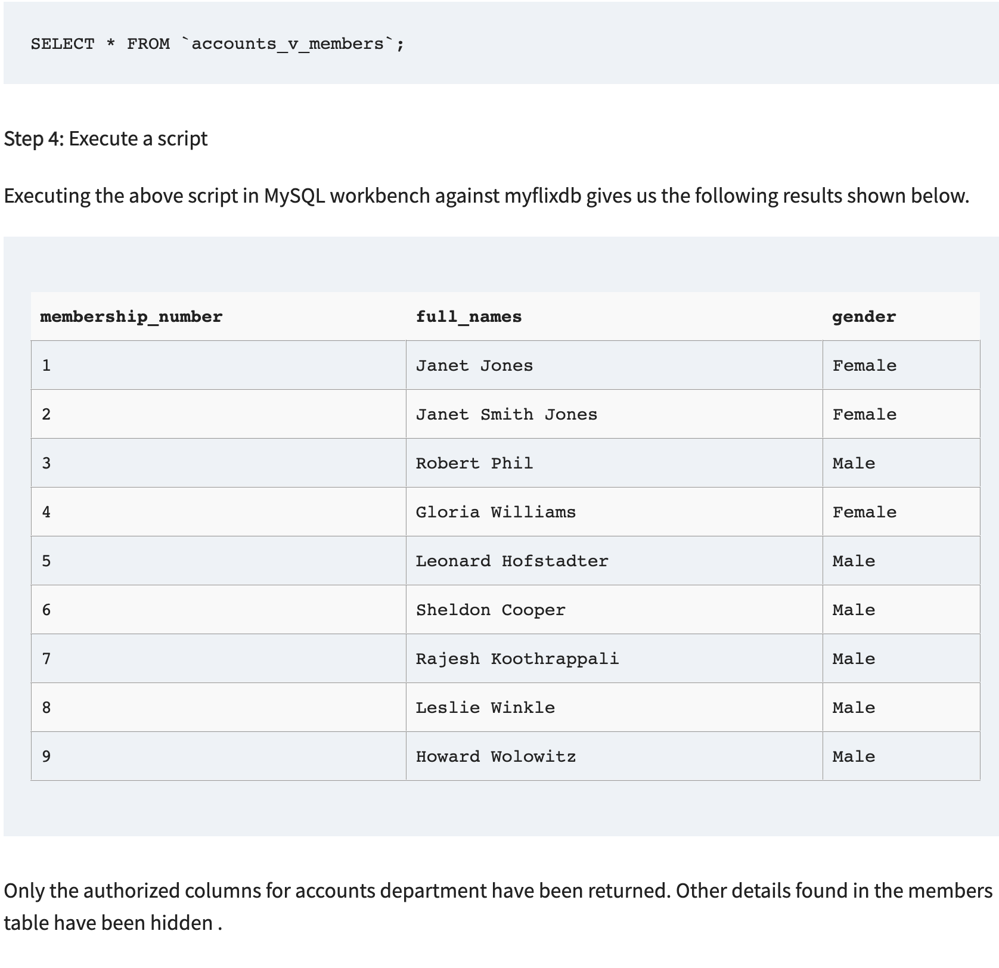 SELECT * FROM `accounts_v_members`;
Step 4: Execute a script
Executing the above script in MySQL workbench against myflixdb gives us the following results shown below.
membership_number full_names gender
1 Janet Jones Female
2 Janet Smith Jones Female
3 Robert Phil Male
4 Gloria Williams Female
5 Leonard Hofstadter Male
6 Sheldon Cooper Male
7 Rajesh Koothrappali Male
8 Leslie Winkle Male
9 Howard Wolowitz Male
Only the authorized columns for accounts department have been returned. Other details found in the members
table have been hidden .